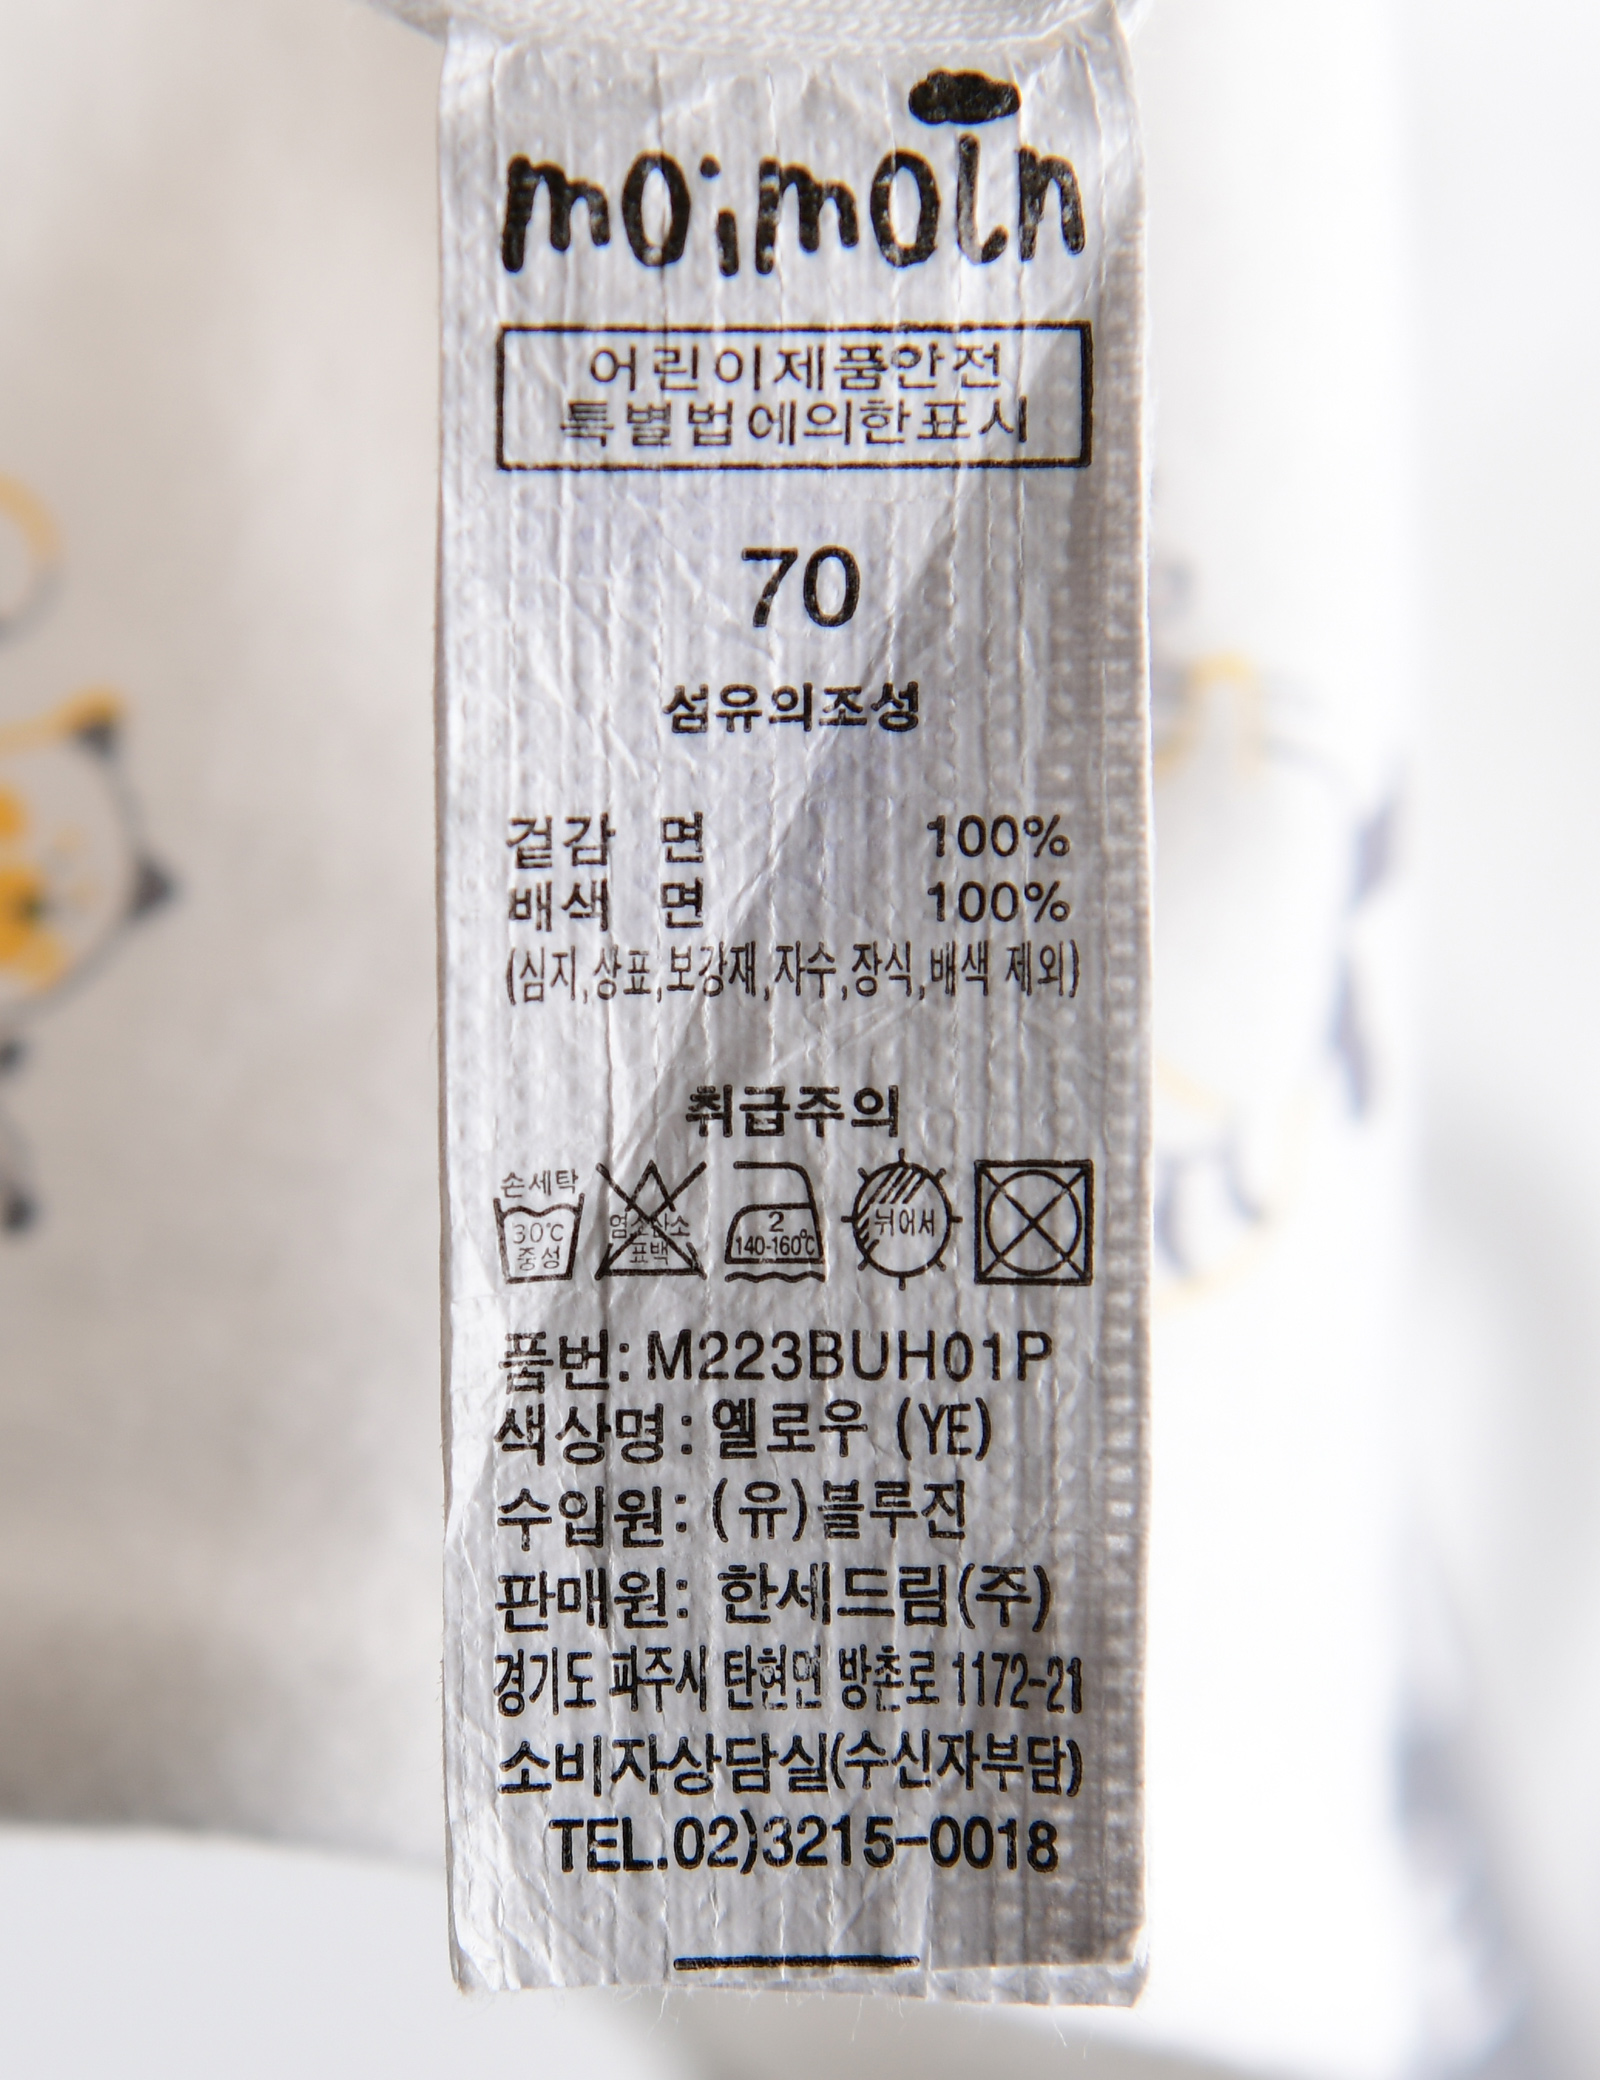 moimoln
어린이제품안전
특별법에의한표시
70
섬유의조성
겉감 면 100%
배색 면 100%
(심지,상표,보강재,자수,장식,배색 제외)
취급주의
손세탁
30℃
중성
염소산소
표백
2
140-160℃
뉘어서
품번: M223BUH01P
색상명: 옐로우 (YE)
수입원: (유)블루진
판매원: 한세드림(주)
경기도 파주시 탄현면 방촌로 1172-21
소비자상담실(수신자부담)
TEL.02)3215-0018